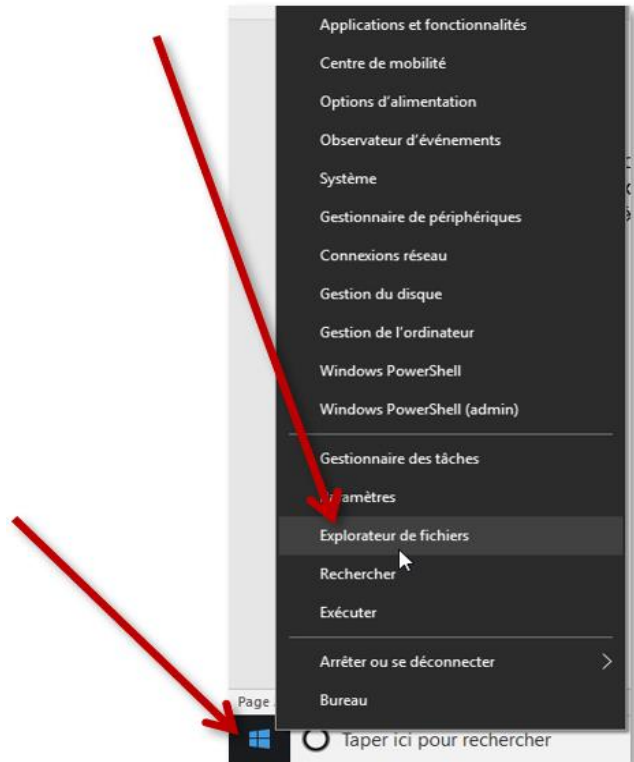 Applications et fonctionnalités
Centre de mobilité
Options d'alimentation
Observateur d'événements
Système
Gestionnaire de périphériques
Connexions réseau
Gestion du disque
Gestion de l'ordinateur
Windows PowerShell
Windows PowerShell (admin)
Gestionnaire des tâches
Paramètres
Explorateur de fichiers
Rechercher
Exécuter
Arrêter ou se déconnecter
Page
Bureau
Taper ici pour rechercher